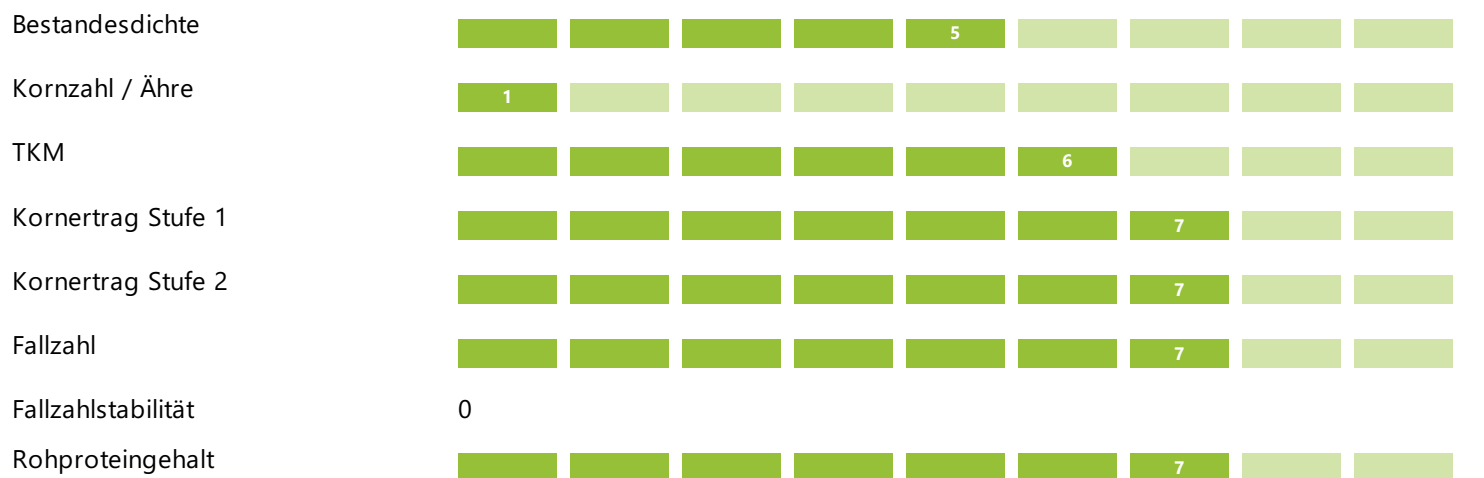 Bestandesdichte 5
Kornzahl / Ähre 1
TKM 6
Kornertrag Stufe 1 7
Kornertrag Stufe 2 7
Fallzahl 7
Fallzahlstabilität 0
Rohproteingehalt 7